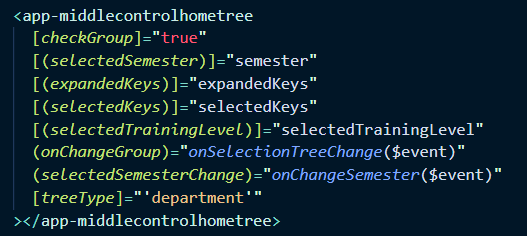 <app-middlecontrolhometree
[checkGroup]="true"
[(selectedSemester)]="semester"
[(expandedKeys)]="expandedKeys"
[(selectedKeys)]="selectedKeys"
[(selectedTrainingLevel)]="selectedTrainingLevel"
(onChangeGroup)="onSelectionTreeChange($event)"
(selectedSemesterChange)="onChangeSemester($event)"
[treeType]="'department'"
></app-middlecontrolhometree>